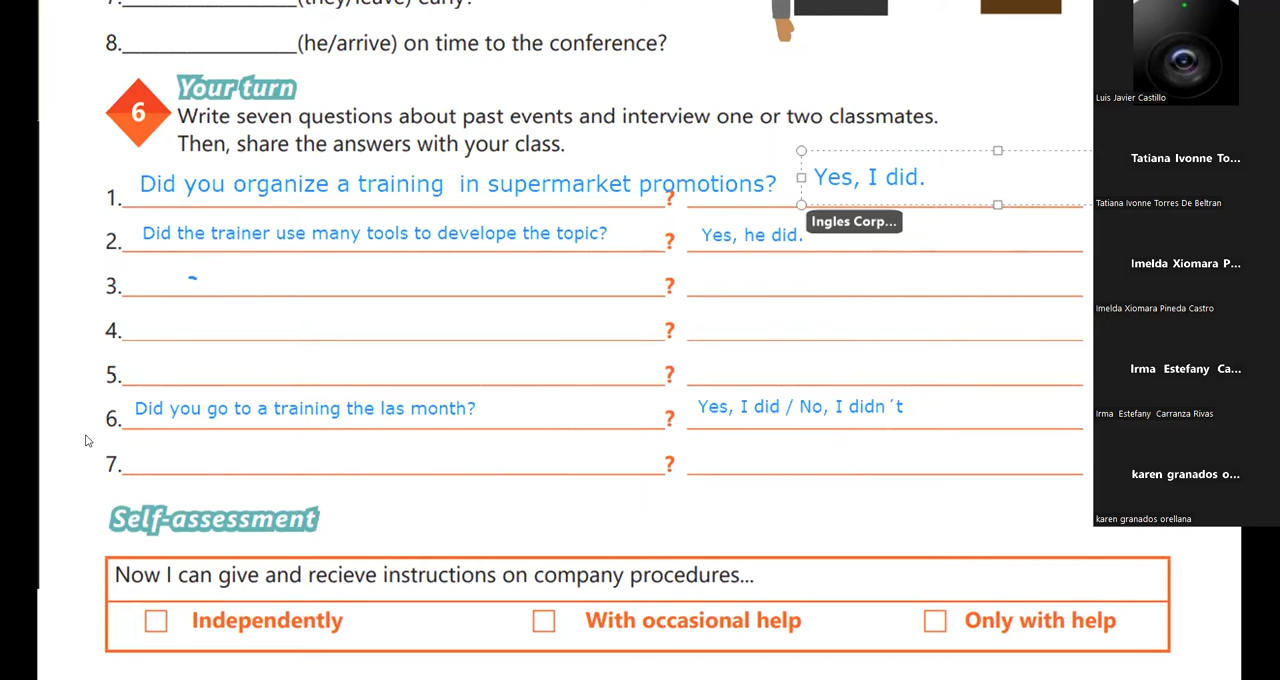 7.________________(they/leave) early?
8.________________(he/arrive) on time to the conference?
Your turn
6
Write seven questions about past events and interview one or two classmates.
Then, share the answers with your class.
1. Did you organize a training in supermarket promotions? ? Yes, I did.
Ingles Corp...
2. Did the trainer use many tools to develope the topic? ? Yes, he did.
3. ?
4. ?
5. ?
6. Did you go to a training the las month? ? Yes, I did / No, I didn´t
7. ?
Self-assessment
Now I can give and recieve instructions on company procedures...
Independently With occasional help Only with help
Luis Javier Castillo
Tatiana Ivonne To...
Tatiana Ivonne Torres De Beltran
Imelda Xiomara P...
Imelda Xiomara Pineda Castro
Irma Estefany Ca...
Irma Estefany Carranza Rivas
karen granados o...
karen granados orellana